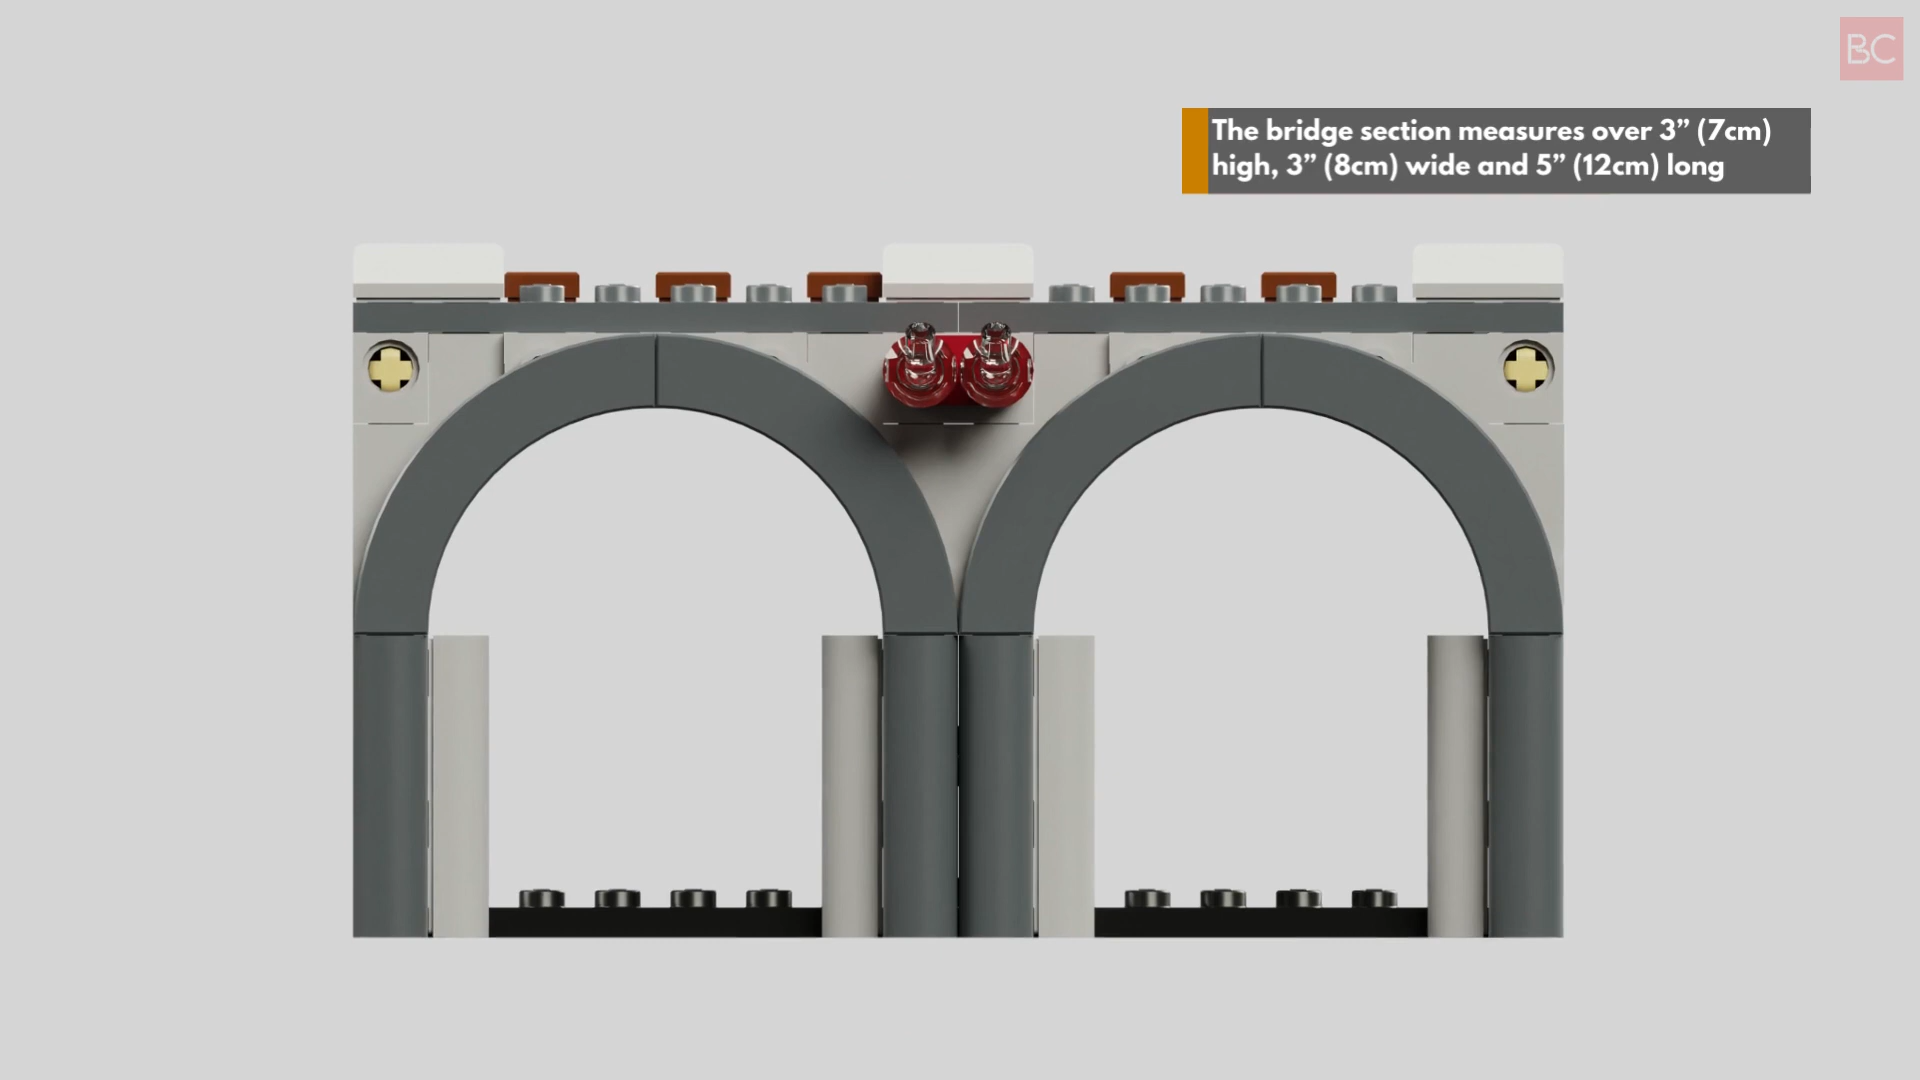 BC
The bridge section measures over 3” (7cm)
high, 3” (8cm) wide and 5” (12cm) long